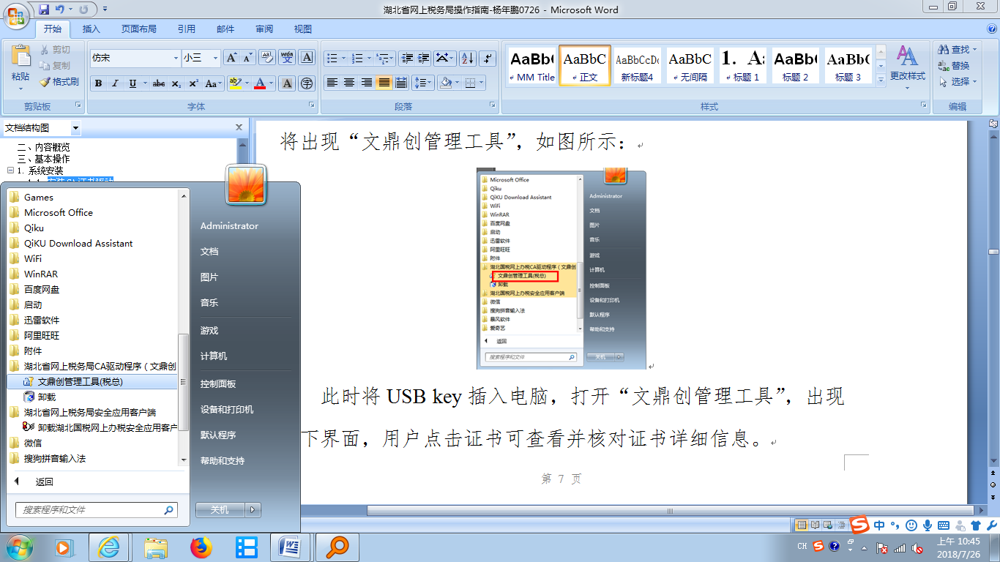 湖北省网上税务局操作指南-杨年鹏0726 - Microsoft Word
开始 插入 页面布局 引用 邮件 审阅 视图
粘贴
剪切
复制
格式刷
仿宋 小三
AaBbC AaBbC AaBbCcDc AaBbC 1. Aa AaBbC AaBbC
MM Title 正文 新标题4 无间隔 标题 1 标题 2 标题 3
更改样式
查找
替换
选择
剪贴板 字体 段落 样式 编辑
文档结构图
二、内容概览
三、基本操作
1. 系统安装
将出现“文鼎创管理工具”，如图所示：
Microsoft Office
Qiku
QiKU Download Assistant
WiFi
WinRAR
百度网盘
启动
迅雷软件
阿里旺旺
附件
湖北国税网上办税CA驱动程序（文鼎创
文鼎创管理工具(税总)
卸载
湖北国税网上办税安全应用客户端
微信
搜狗拼音输入法
暴风软件
爱奇艺
返回
搜索程序和文件
Administrator
文档
图片
音乐
游戏
计算机
控制面板
设备和打印机
默认程序
帮助和支持
关机
此时将 USB key 插入电脑，打开“文鼎创管理工具”，出现
下界面，用户点击证书可查看并核对证书详细信息。
第 7 页
Games
Microsoft Office
Qiku
QiKU Download Assistant
WiFi
WinRAR
百度网盘
启动
迅雷软件
阿里旺旺
附件
湖北省网上税务局CA驱动程序（文鼎创
文鼎创管理工具(税总)
卸载
湖北省网上税务局安全应用客户端
卸载湖北国税网上办税安全应用客户
微信
搜狗拼音输入法
返回
搜索程序和文件
Administrator
文档
图片
音乐
游戏
计算机
控制面板
设备和打印机
默认程序
帮助和支持
关机
中
CH
上午 10:45
2018/7/26